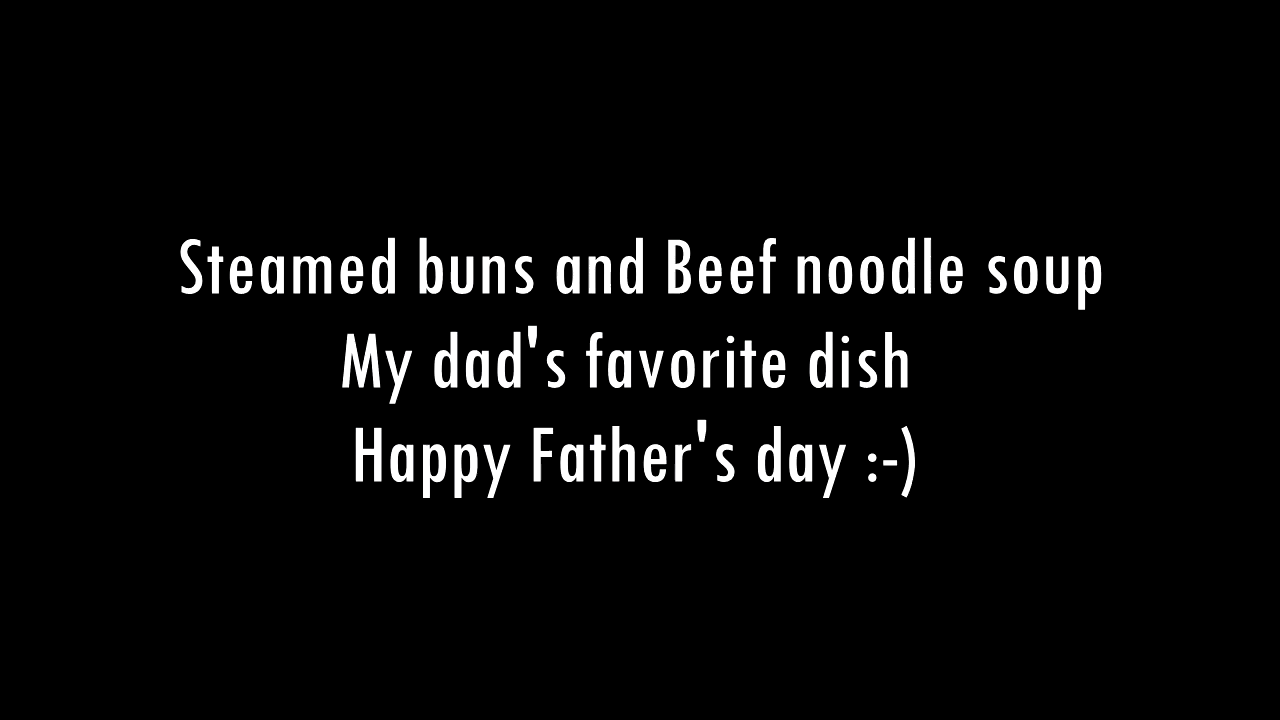 Steamed buns and Beef noodle soup
My dad's favorite dish
Happy Father's day :-)